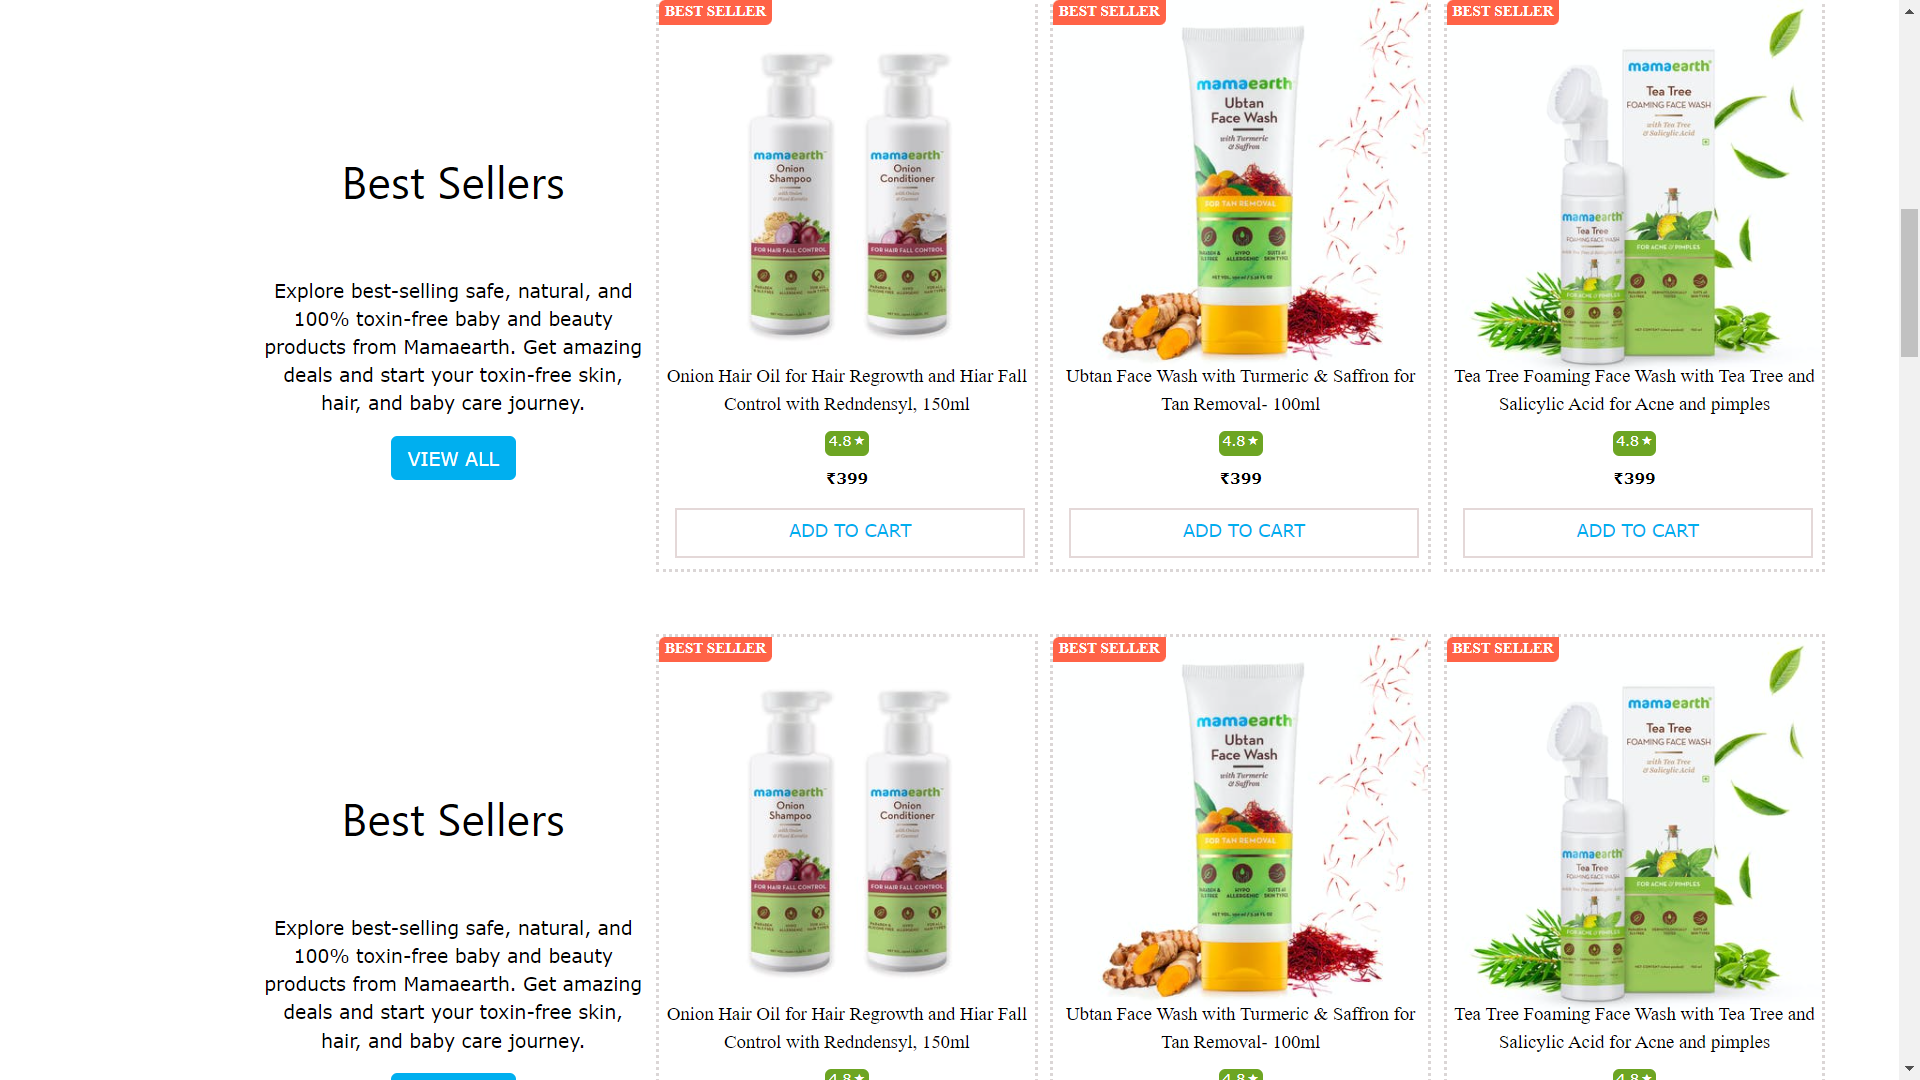 BEST SELLER
BEST SELLER
BEST SELLER
mamaearth
Onion
Shampoo
FOR HAIR FALL CONTROL
mamaearth
Onion
Conditioner
FOR HAIR FALL CONTROL
mamaearth
Ubtan
Face Wash
with Turmeric
& Saffron
FOR TAN REMOVAL
HYPO
ALLERGENIC
mamaearth
Tea Tree
FOAMING FACE WASH
with Tea Tree
& Salicylic Acid
FOR ACNE & PIMPLES
mamaearth
Tea Tree
FOAMING FACE WASH
FOR ACNE & PIMPLES
Best Sellers
Explore best-selling safe, natural, and
100% toxin-free baby and beauty
products from Mamaearth. Get amazing
deals and start your toxin-free skin,
hair, and baby care journey.
VIEW ALL
Onion Hair Oil for Hair Regrowth and Hiar Fall
Control with Redndensyl, 150ml
4.8 ★
₹399
ADD TO CART
Ubtan Face Wash with Turmeric & Saffron for
Tan Removal- 100ml
4.8 ★
₹399
ADD TO CART
Tea Tree Foaming Face Wash with Tea Tree and
Salicylic Acid for Acne and pimples
4.8 ★
₹399
ADD TO CART
BEST SELLER
BEST SELLER
BEST SELLER
mamaearth
Onion
Shampoo
FOR HAIR FALL CONTROL
mamaearth
Onion
Conditioner
FOR HAIR FALL CONTROL
mamaearth
Ubtan
Face Wash
with Turmeric
& Saffron
FOR TAN REMOVAL
HYPO
ALLERGENIC
mamaearth
Tea Tree
FOAMING FACE WASH
with Tea Tree
& Salicylic Acid
FOR ACNE & PIMPLES
mamaearth
Tea Tree
FOAMING FACE WASH
FOR ACNE & PIMPLES
Best Sellers
Explore best-selling safe, natural, and
100% toxin-free baby and beauty
products from Mamaearth. Get amazing
deals and start your toxin-free skin,
hair, and baby care journey.
Onion Hair Oil for Hair Regrowth and Hiar Fall
Control with Redndensyl, 150ml
4.8 ★
Ubtan Face Wash with Turmeric & Saffron for
Tan Removal- 100ml
4.8 ★
Tea Tree Foaming Face Wash with Tea Tree and
Salicylic Acid for Acne and pimples
4.8 ★